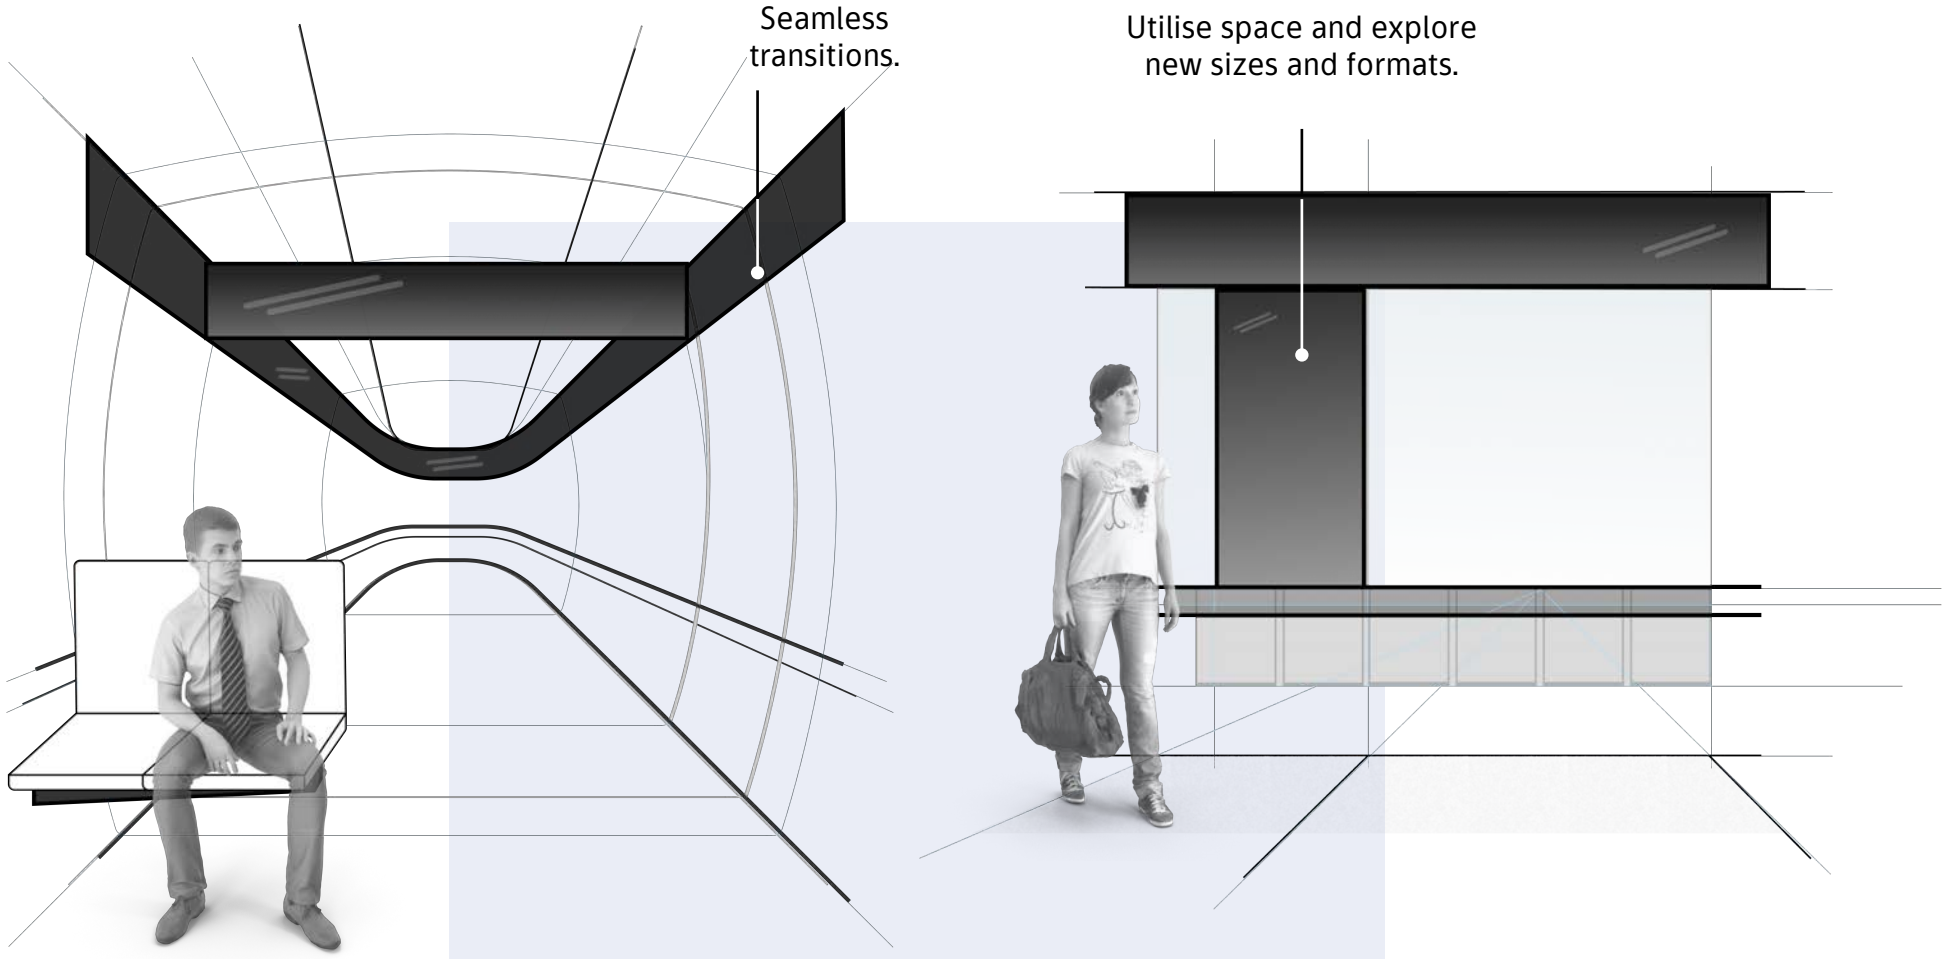 Seamless
transitions.
Utilise space and explore
new sizes and formats.